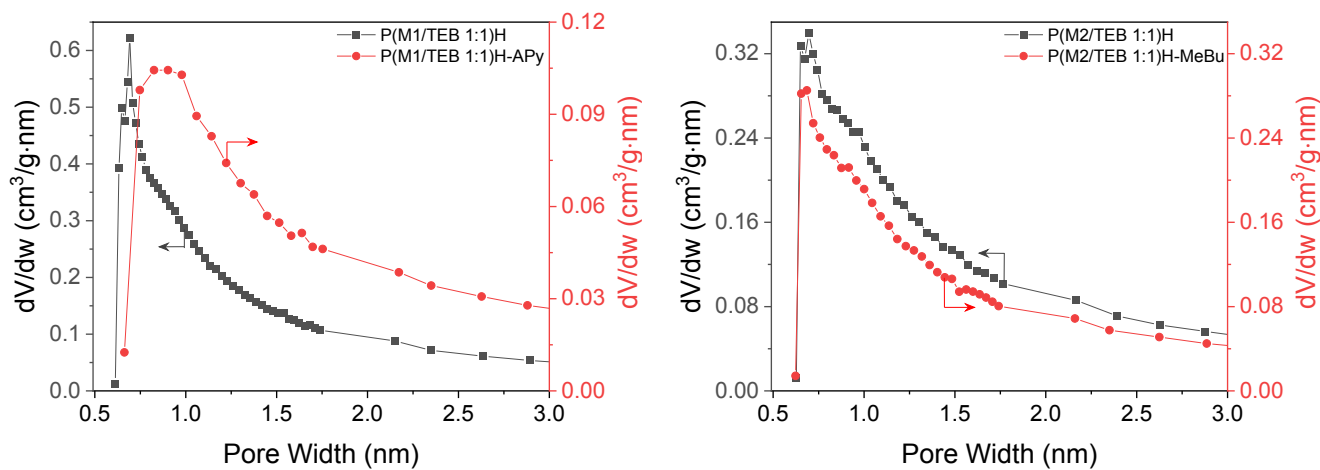 P(M1/TEB 1:1)H
P(M1/TEB 1:1)H-APy
dV/dw (cm³/g·nm)
0.6
0.5
0.4
0.3
0.2
0.1
0.0
0.12
0.09
0.06
0.03
0.00
dV/dw (cm³/g·nm)
0.5 1.0 1.5 2.0 2.5 3.0
Pore Width (nm)
P(M2/TEB 1:1)H
P(M2/TEB 1:1)H-MeBu
dV/dw (cm³/g·nm)
0.32
0.24
0.16
0.08
0.00
0.32
0.24
0.16
0.08
0.00
dV/dw (cm³/g·nm)
0.5 1.0 1.5 2.0 2.5 3.0
Pore Width (nm)